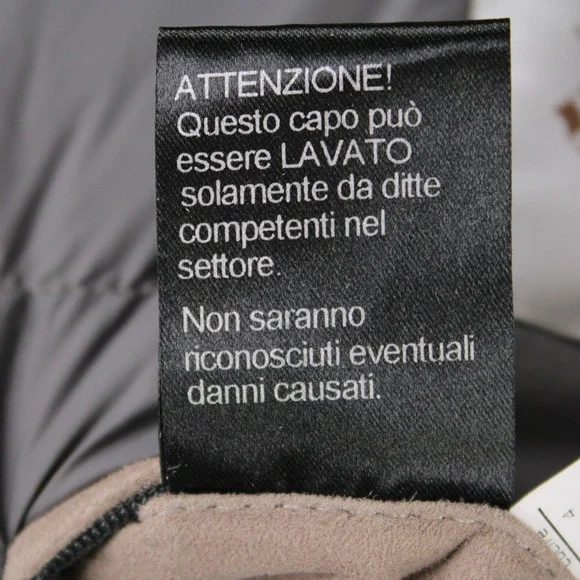 ATTENZIONE!
Questo capo può
essere LAVATO
solamente da ditte
competenti nel
settore.
Non saranno
riconosciuti eventuali
danni causati.